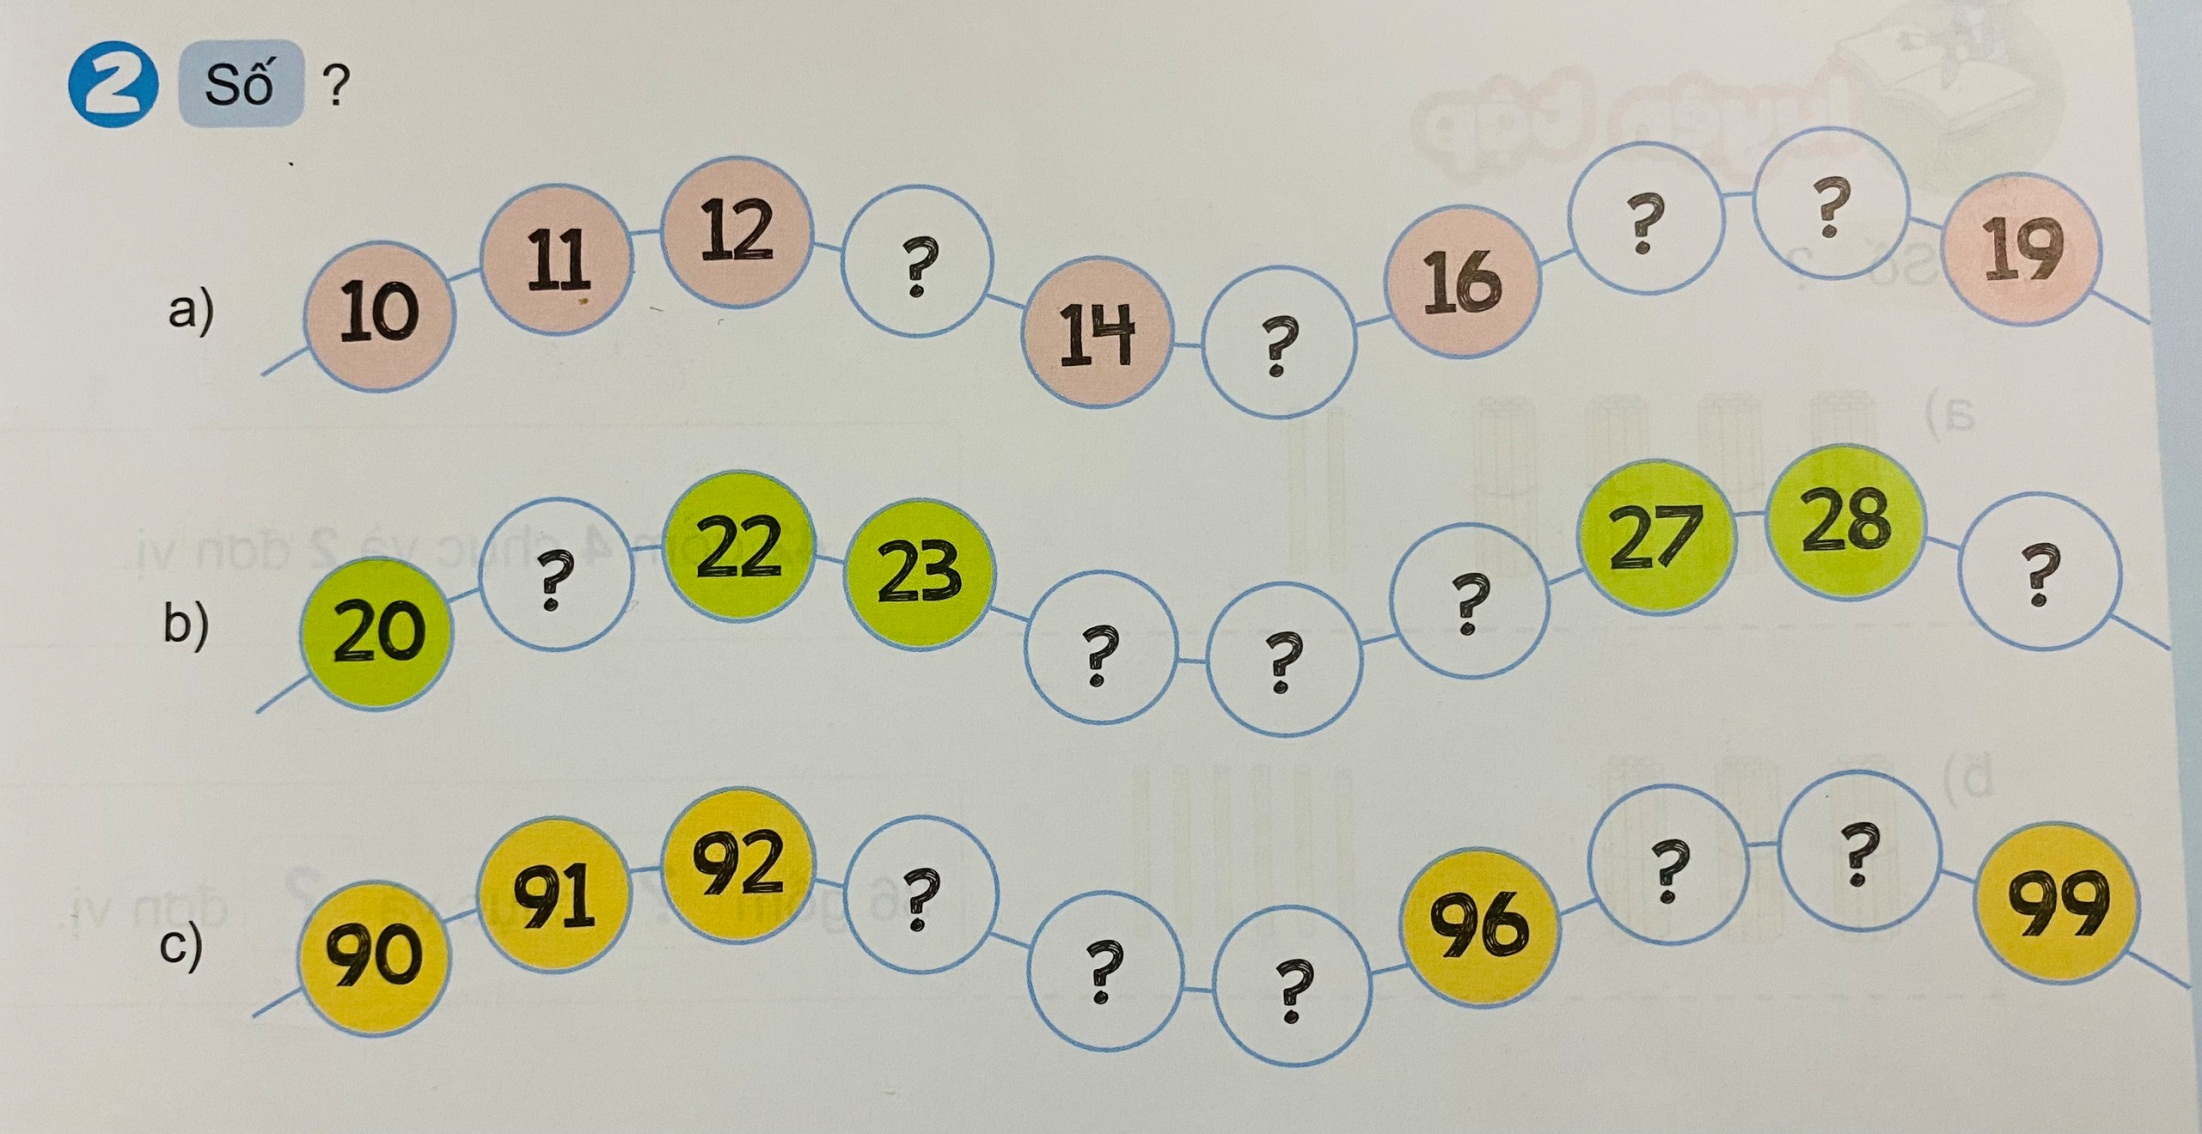 2 Số ?
a) 10 11 12 ? 14 ? 16 ? ? 19
b) 20 ? 22 23 ? ? ? 27 28 ?
c) 90 91 92 ? ? ? 96 ? ? 99